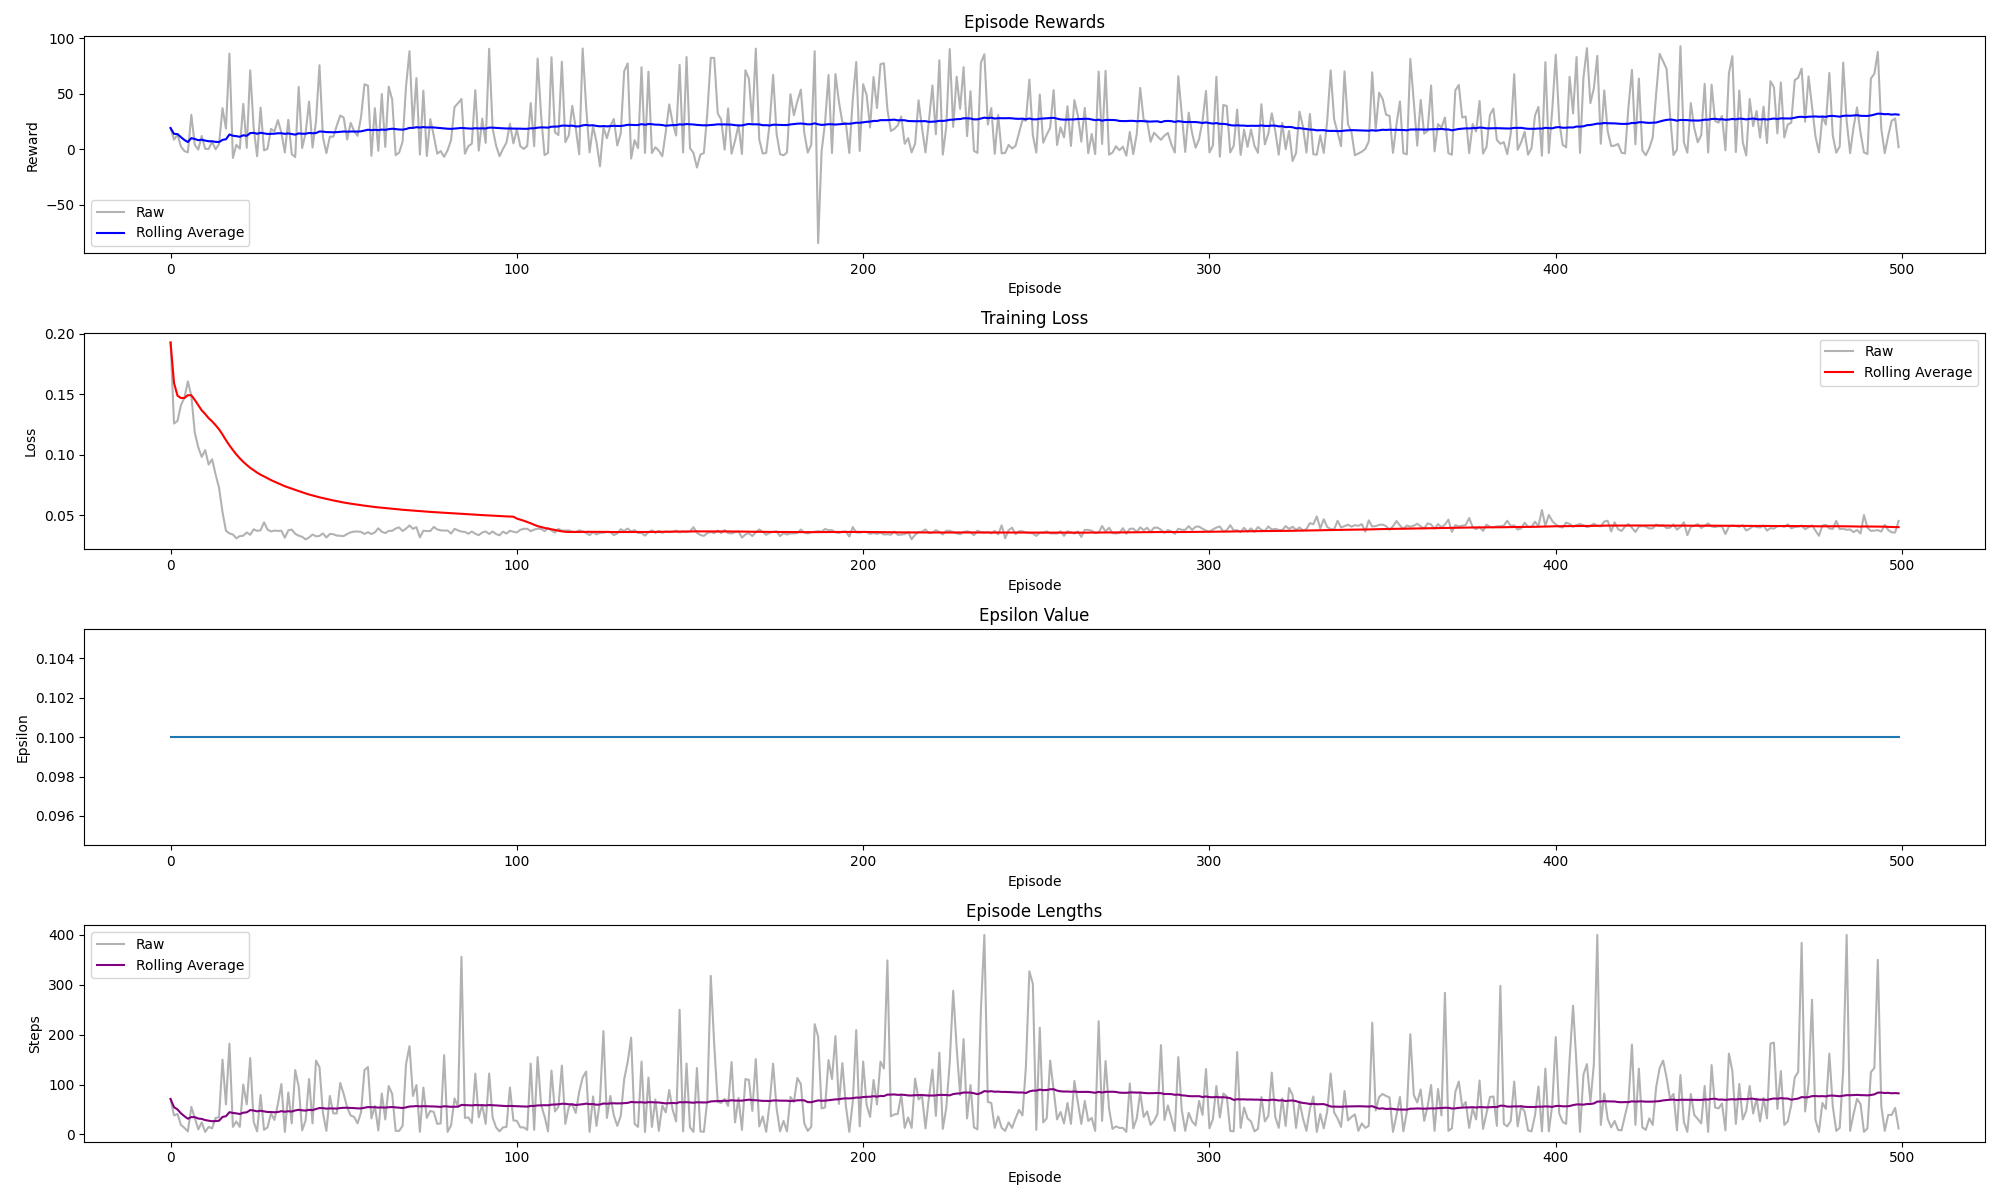 Episode Rewards
100
50
0
−50
Reward
Raw
Rolling Average
0
100
200
300
400
500
Episode
Training Loss
0.20
0.15
0.10
0.05
Loss
Raw
Rolling Average
0
100
200
300
400
500
Episode
Epsilon Value
0.104
0.102
0.100
0.098
0.096
Epsilon
0
100
200
300
400
500
Episode
Episode Lengths
400
300
200
100
0
Steps
Raw
Rolling Average
0
100
200
300
400
500
Episode